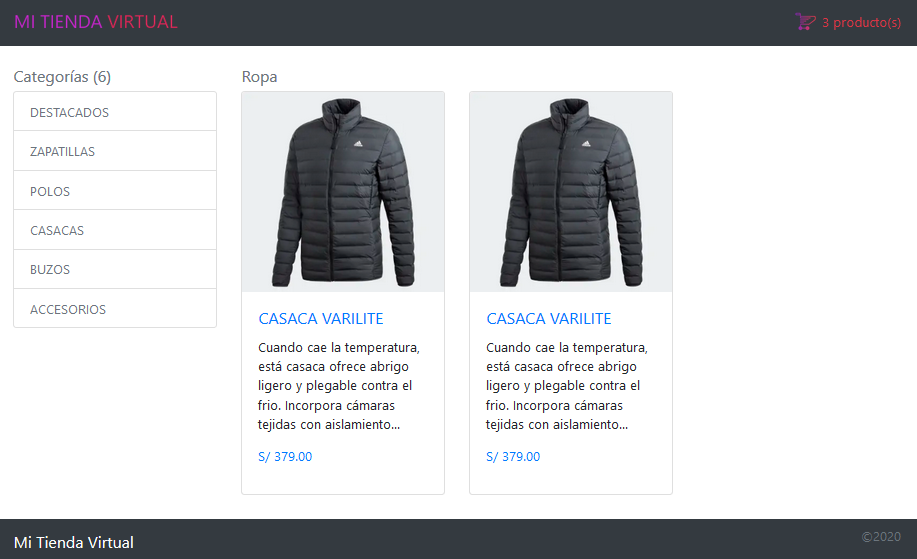 MI TIENDA VIRTUAL
3 producto(s)
Categorías (6)
DESTACADOS
ZAPATILLAS
POLOS
CASACAS
BUZOS
ACCESORIOS
Ropa
adidas
CASACA VARILITE
Cuando cae la temperatura,
está casaca ofrece abrigo
ligero y plegable contra el
frio. Incorpora cámaras
tejidas con aislamiento...
S/ 379.00
adidas
CASACA VARILITE
Cuando cae la temperatura,
está casaca ofrece abrigo
ligero y plegable contra el
frio. Incorpora cámaras
tejidas con aislamiento...
S/ 379.00
Mi Tienda Virtual
©2020